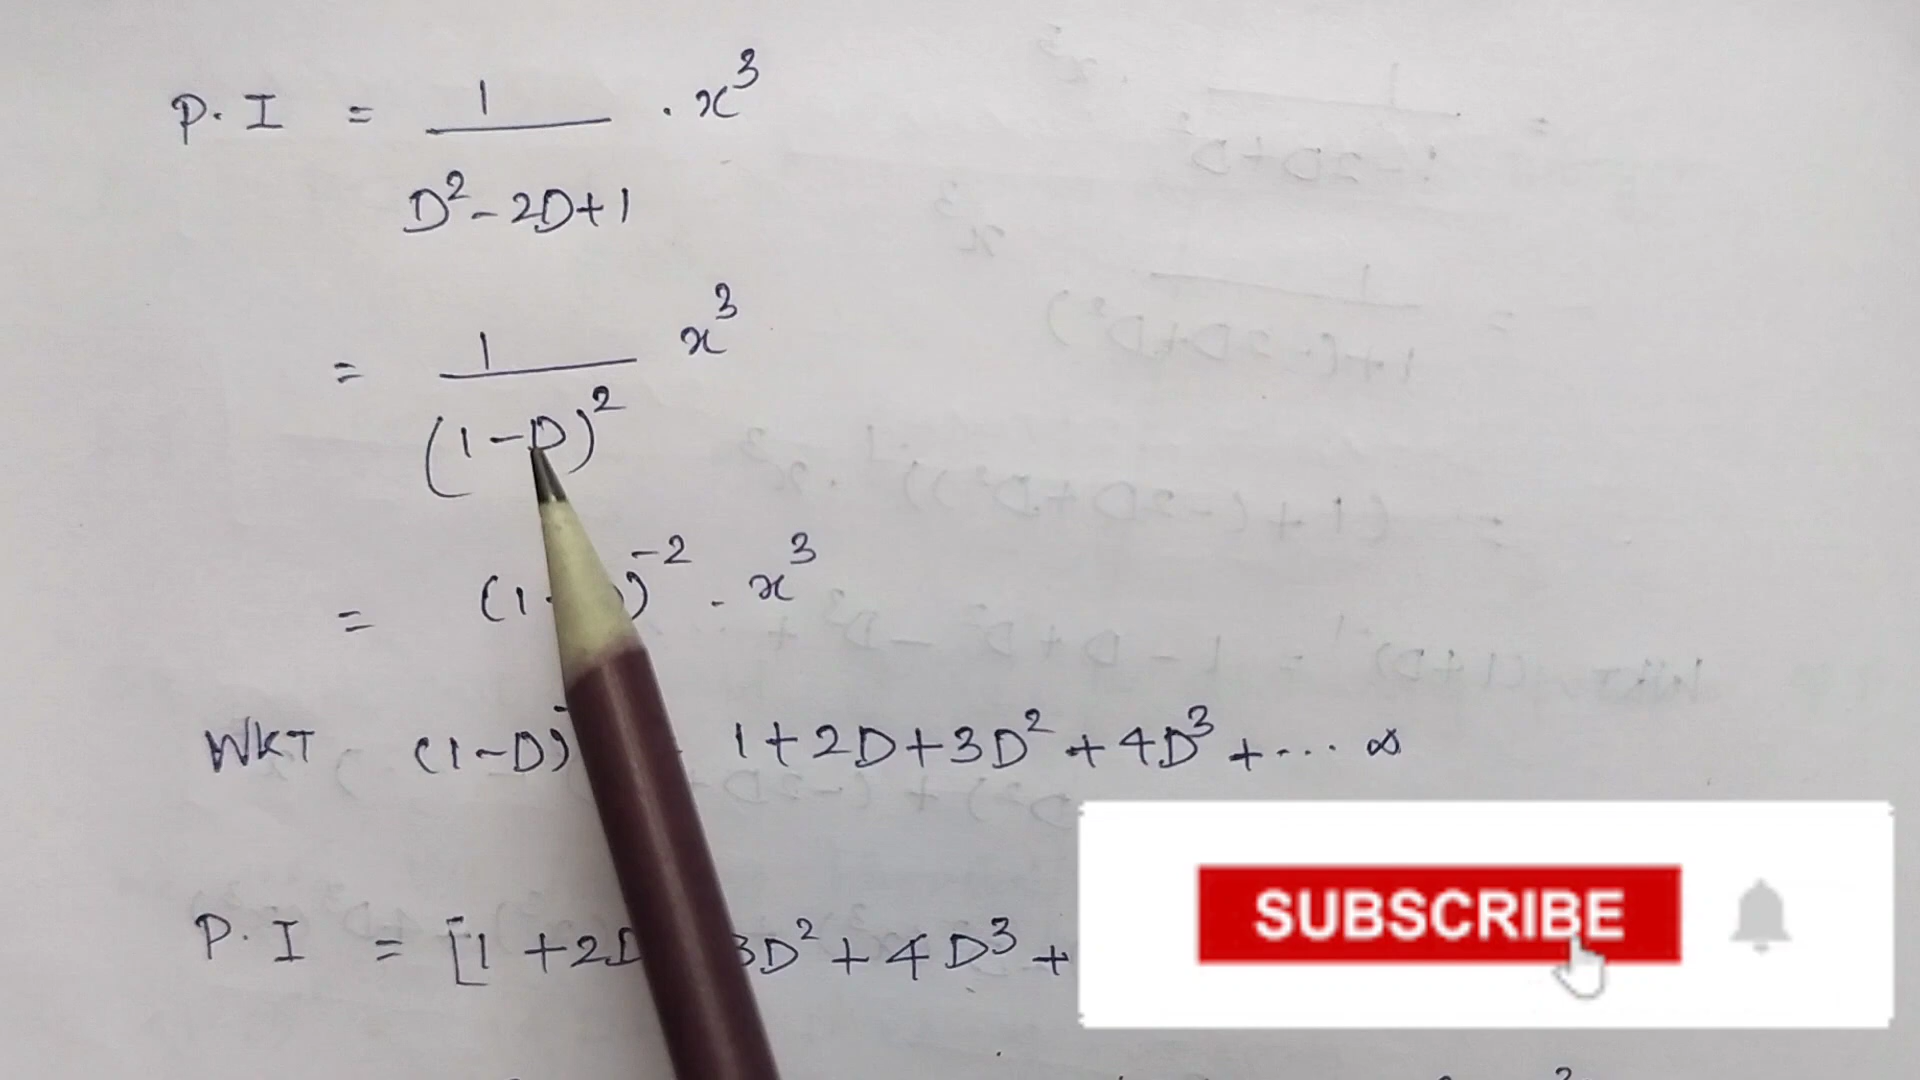 P.I = 1/(D²-2D+1) . x³
= 1/(1-D)² x³
= (1- )⁻² . x³
WKT (1-D) 1+2D+3D²+4D³+... ∞
P.I = [1+2D 3D²+4D³+
SUBSCRIBE